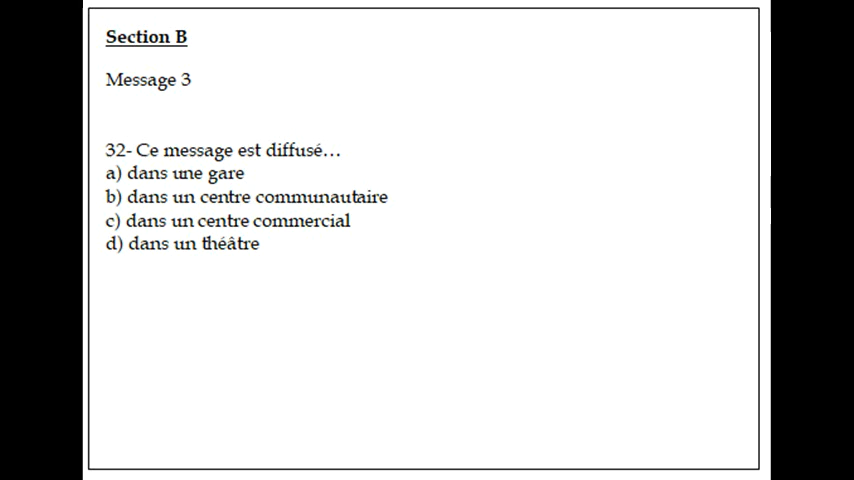 Section B
Message 3
32- Ce message est diffusé…
a) dans une gare
b) dans un centre communautaire
c) dans un centre commercial
d) dans un théâtre